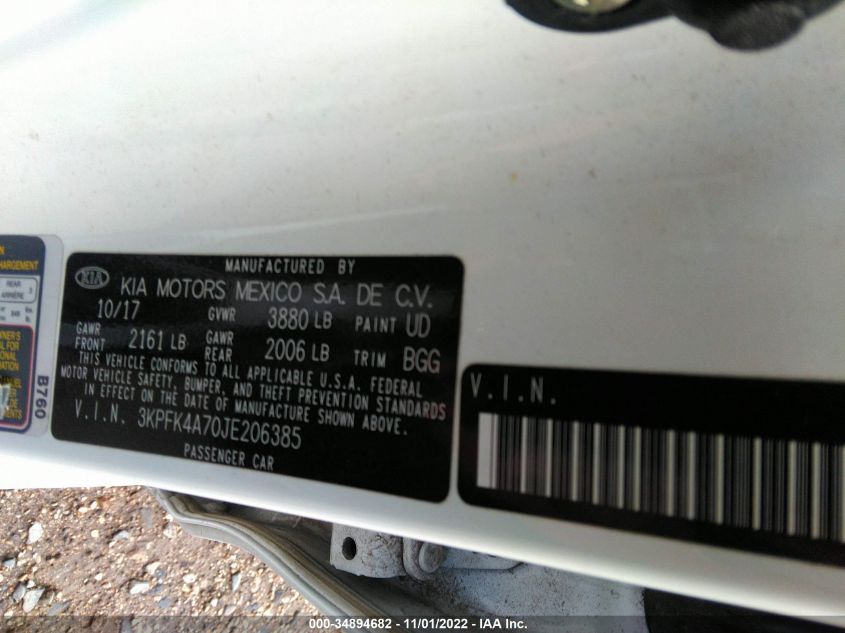 MANUFACTURED BY
KIA
KIA MOTORS MEXICO S.A. DE C.V.
10/17 GVWR 3880 LB PAINT UD
GAWR FRONT 2161 LB GAWR REAR 2006 LB TRIM BGG
THIS VEHICLE CONFORMS TO ALL APPLICABLE U.S.A. FEDERAL
MOTOR VEHICLE SAFETY, BUMPER, AND THEFT PREVENTION STANDARDS
IN EFFECT ON THE DATE OF MANUFACTURE SHOWN ABOVE.
V.I.N. 3KPFK4A70JE206385
PASSENGER CAR
V.I.N.
REAR
ARRIÈRE
B760
000-34894682 - 11/01/2022 - IAA Inc.